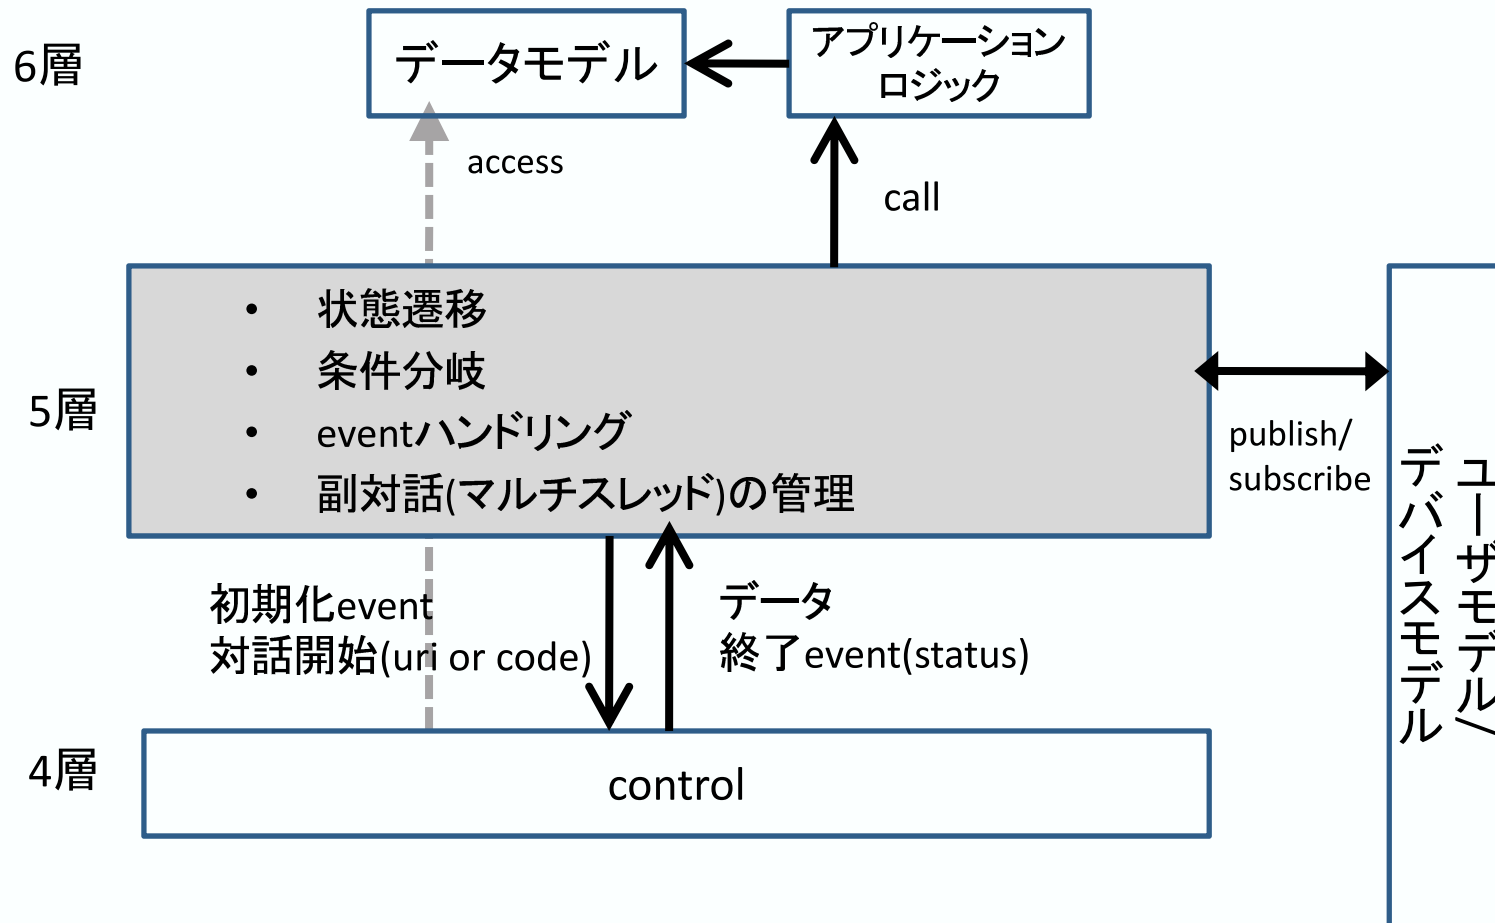 6層
データモデル
アプリケーション
ロジック
access
call
5層
• 状態遷移
• 条件分岐
• eventハンドリング
• 副対話(マルチスレッド)の管理
publish/
subscribe
ユーザモデル/
デバイスモデル
初期化event
対話開始(uri or code)
データ
終了event(status)
4層
control